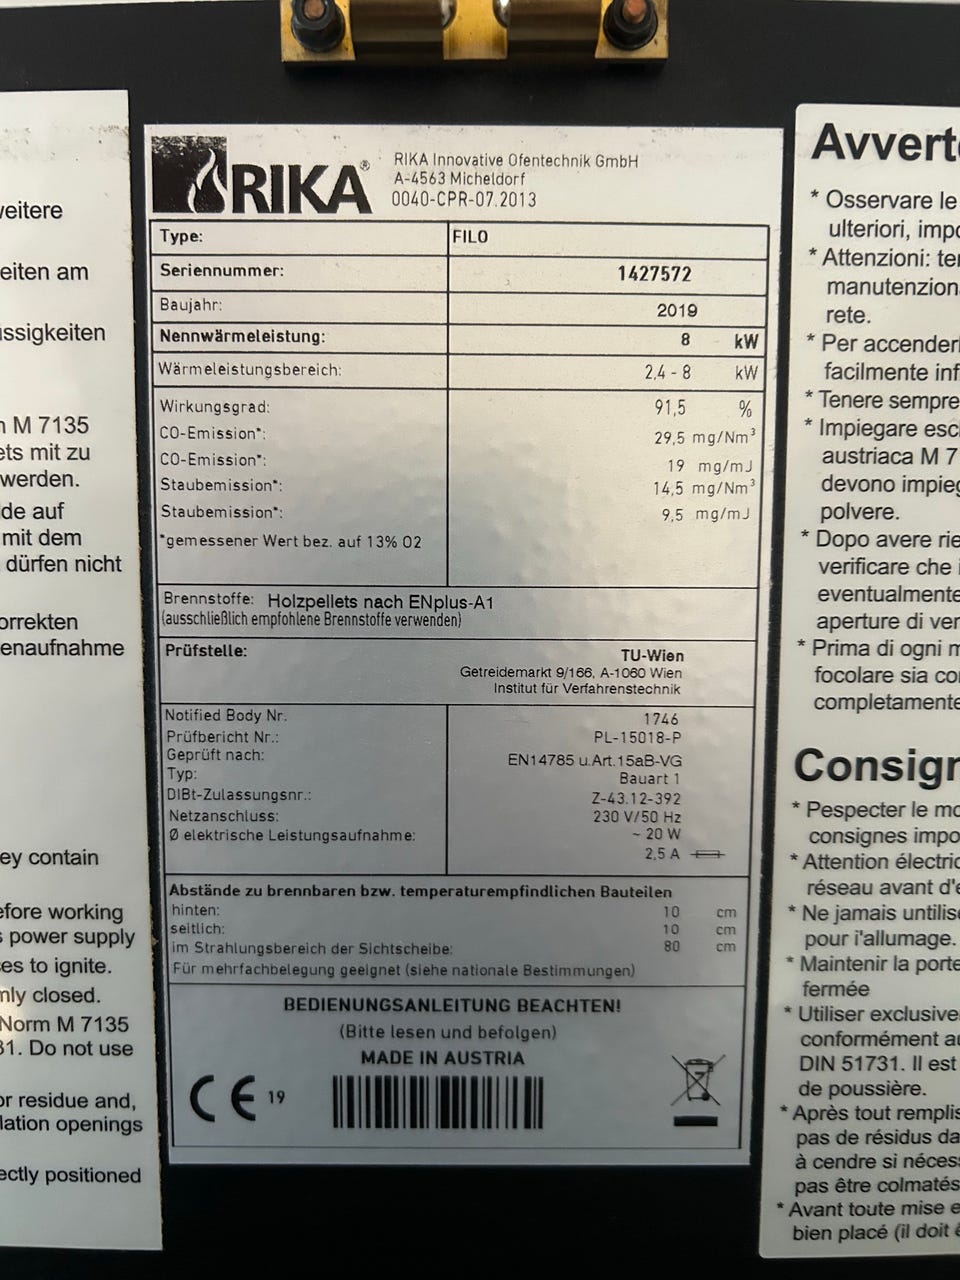 weitere
eiten am
üssigkeiten
n M 7135
ets mit zu
werden.
de auf
mit dem
dürfen nicht
orrekten
enaufnahme
ey contain
efore working
s power supply
ces to ignite.
mly closed.
Norm M 7135
31. Do not use
or residue and,
lation openings
ectly positioned
RIKA®
RIKA Innovative Ofentechnik GmbH
A-4563 Micheldorf
0040-CPR-07.2013
Type: FILO
Seriennummer: 1427572
Baujahr: 2019
Nennwärmeleistung: 8 kW
Wärmeleistungsbereich: 2,4 - 8 kW
Wirkungsgrad: 91,5 %
CO-Emission*: 29,5 mg/Nm³
CO-Emission*: 19 mg/mJ
Staubemission*: 14,5 mg/Nm³
Staubemission*: 9,5 mg/mJ
*gemessener Wert bez. auf 13% O2
Brennstoffe: Holzpellets nach ENplus-A1
(ausschließlich empfohlene Brennstoffe verwenden)
Prüfstelle: TU-Wien
Getreidemarkt 9/166, A-1060 Wien
Institut für Verfahrenstechnik
Notified Body Nr. 1746
Prüfbericht Nr.: PL-15018-P
Geprüft nach: EN14785 u.Art.15aB-VG
Typ: Bauart 1
DIBt-Zulassungsnr.: Z-43.12-392
Netzanschluss: 230 V/50 Hz
Ø elektrische Leistungsaufnahme: ~ 20 W
2,5 A
Abstände zu brennbaren bzw. temperaturempfindlichen Bauteilen
hinten: 10 cm
seitlich: 10 cm
im Strahlungsbereich der Sichtscheibe: 80 cm
Für mehrfachbelegung geeignet (siehe nationale Bestimmungen)
BEDIENUNGSANLEITUNG BEACHTEN!
(Bitte lesen und befolgen)
MADE IN AUSTRIA
CE 19
Avverte
* Osservare le
ulteriori, impo
* Attenzioni: ten
manutenziona
rete.
* Per accenderl
facilmente inf
* Tenere sempre
* Impiegare escl
austriaca M 7
devono impieg
polvere.
* Dopo avere rie
verificare che i
eventualmente
aperture di ven
* Prima di ogni m
focolare sia cor
completamente
Consign
* Pespecter le mo
consignes impo
* Attention électric
réseau avant d'e
* Ne jamais untilise
pour i'allumage.
* Maintenir la porte
fermée
* Utiliser exclusive
conformément au
DIN 51731. Il est
de poussière.
* Après tout remplis
pas de résidus da
à cendre si néces
pas être colmatés
* Avant toute mise e
bien placé (il doit ê